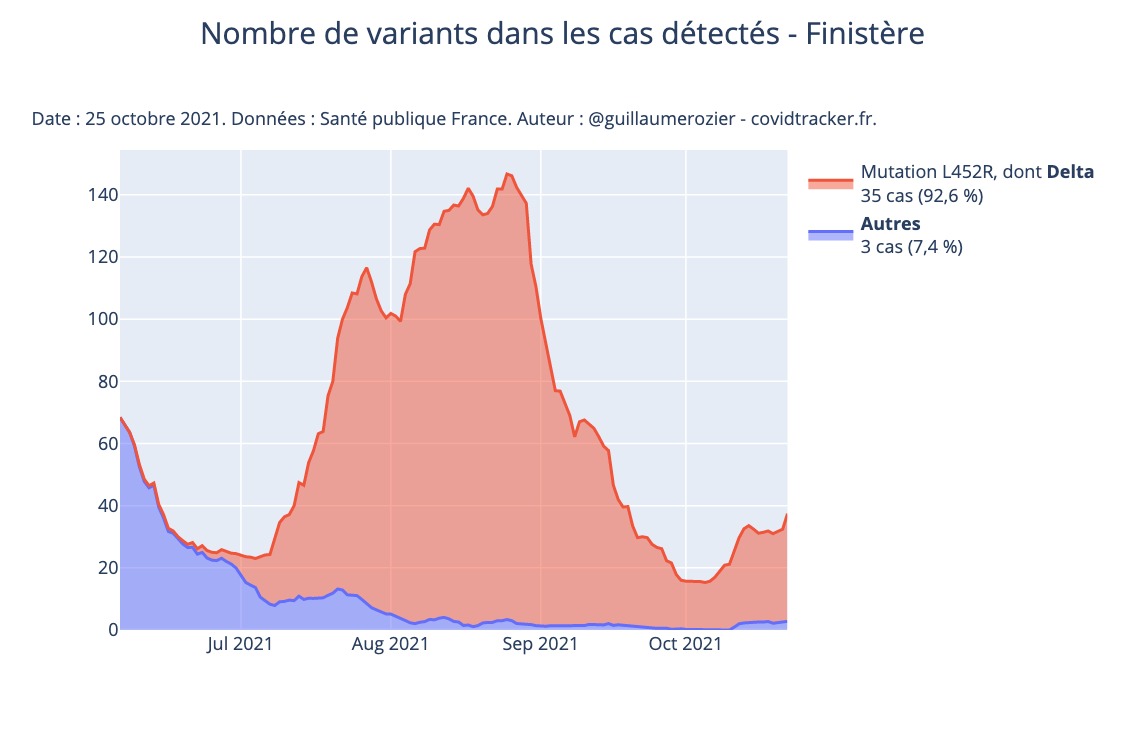 Nombre de variants dans les cas détectés - Finistère
Date : 25 octobre 2021. Données : Santé publique France. Auteur : @guillaumerozier - covidtracker.fr.
Mutation L452R, dont Delta
35 cas (92,6 %)
Autres
3 cas (7,4 %)
140
120
100
80
60
40
20
0
Jul 2021 Aug 2021 Sep 2021 Oct 2021